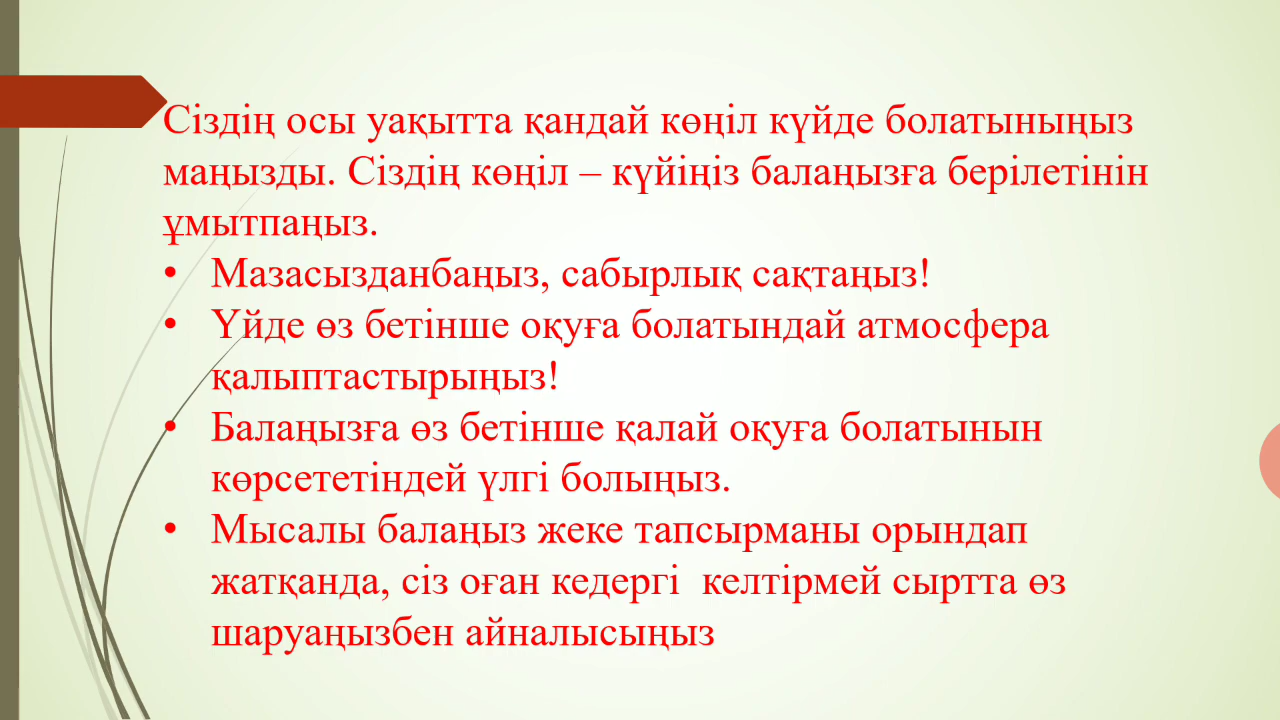 Сіздің осы уақытта қандай көңіл күйде болатыныңыз
маңызды. Сіздің көңіл – күйіңіз балаңызға берілетінін
ұмытпаңыз.
• Мазасызданбаңыз, сабырлық сақтаңыз!
• Үйде өз бетінше оқуға болатындай атмосфера
қалыптастырыңыз!
• Балаңызға өз бетінше қалай оқуға болатынын
көрсететіндей үлгі болыңыз.
• Мысалы балаңыз жеке тапсырманы орындап
жатқанда, сіз оған кедергі  келтірмей сыртта өз
шаруаңызбен айналысыңыз